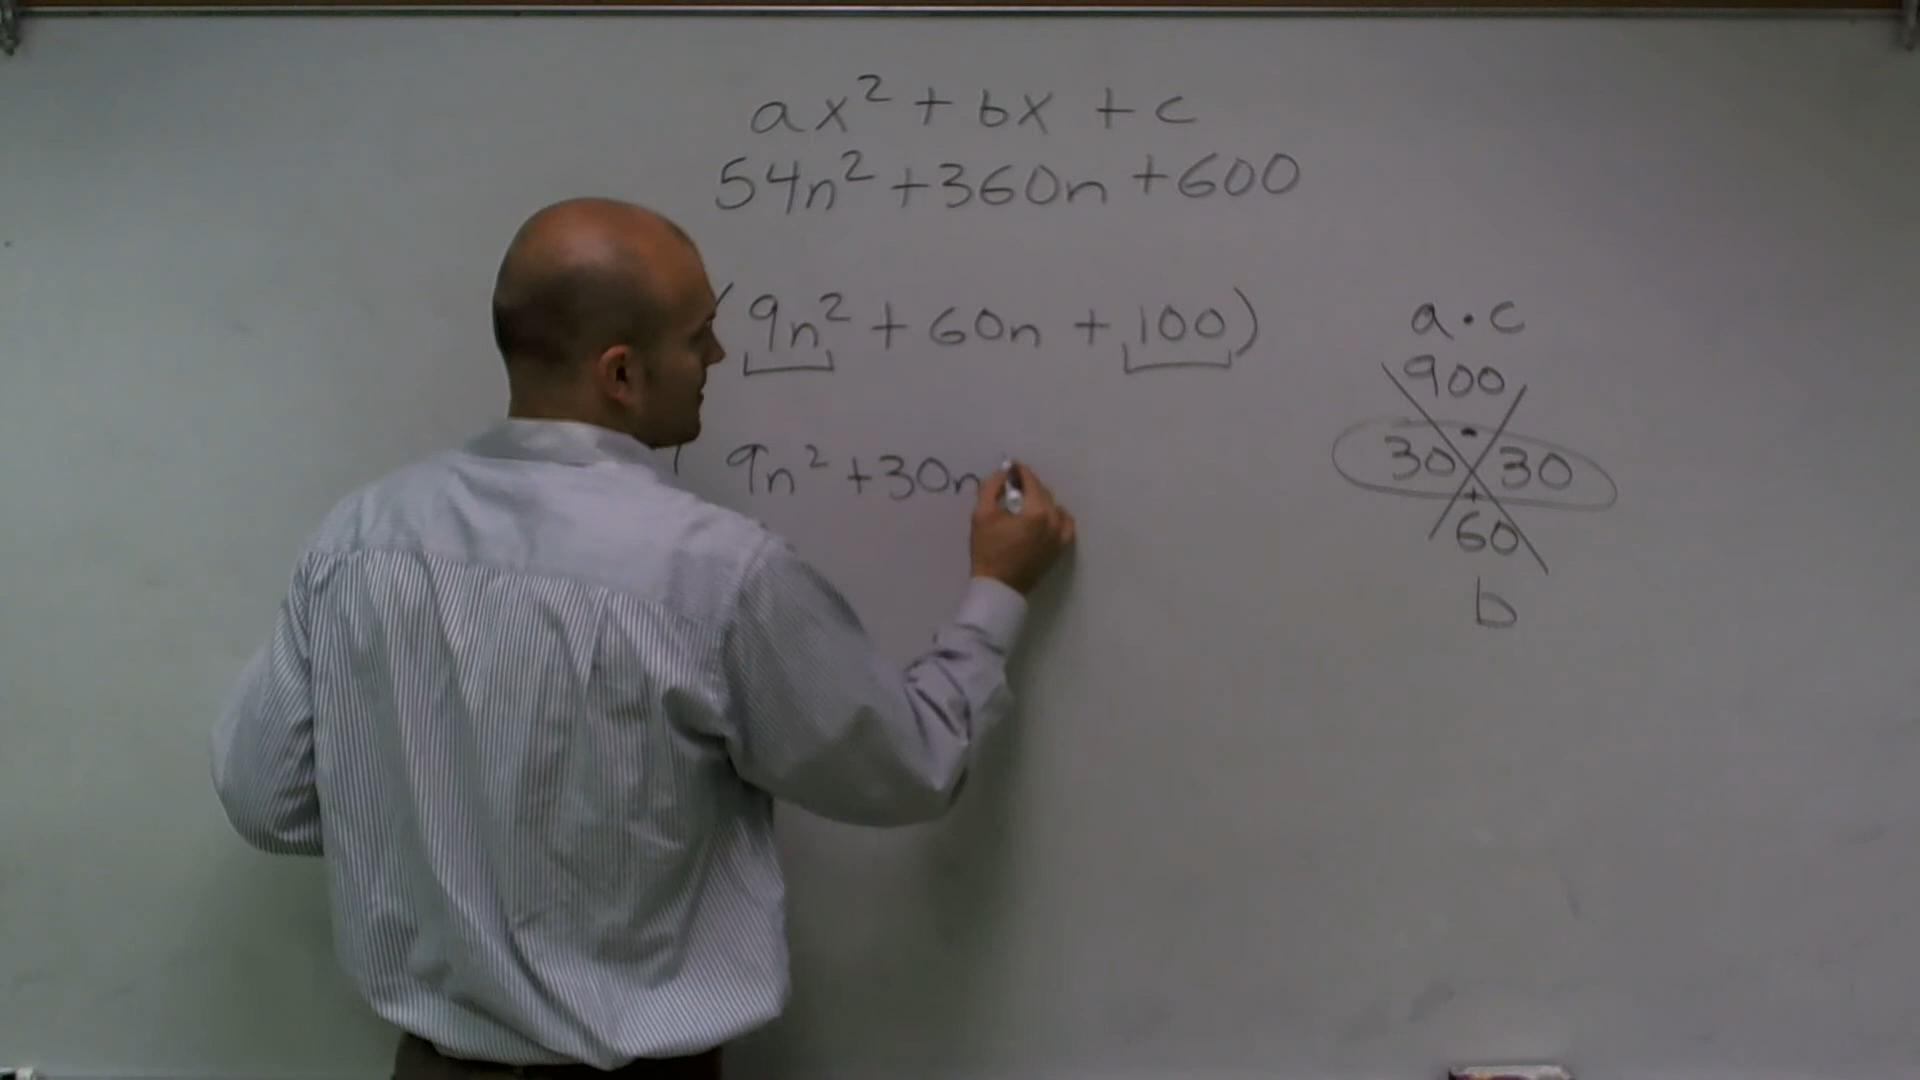 ax² + bx + c
54n² + 360n + 600
(9n² + 60n + 100)
( 9n² + 30n
a·c
900
·
30 30
+
60
b